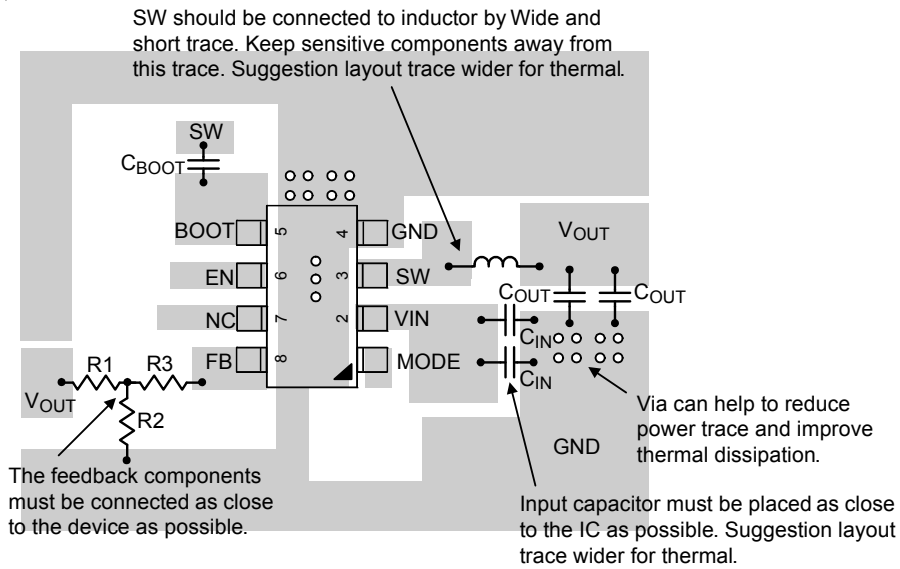 SW should be connected to inductor by Wide and
short trace. Keep sensitive components away from
this trace. Suggestion layout trace wider for thermal.
SW
CBOOT
BOOT
5
4
GND
VOUT
EN
6
3
SW
COUT
COUT
NC
7
2
VIN
CIN
FB
8
MODE
CIN
R1
R3
VOUT
R2
Via can help to reduce
power trace and improve
thermal dissipation.
GND
The feedback components
must be connected as close
to the device as possible.
Input capacitor must be placed as close
to the IC as possible. Suggestion layout
trace wider for thermal.